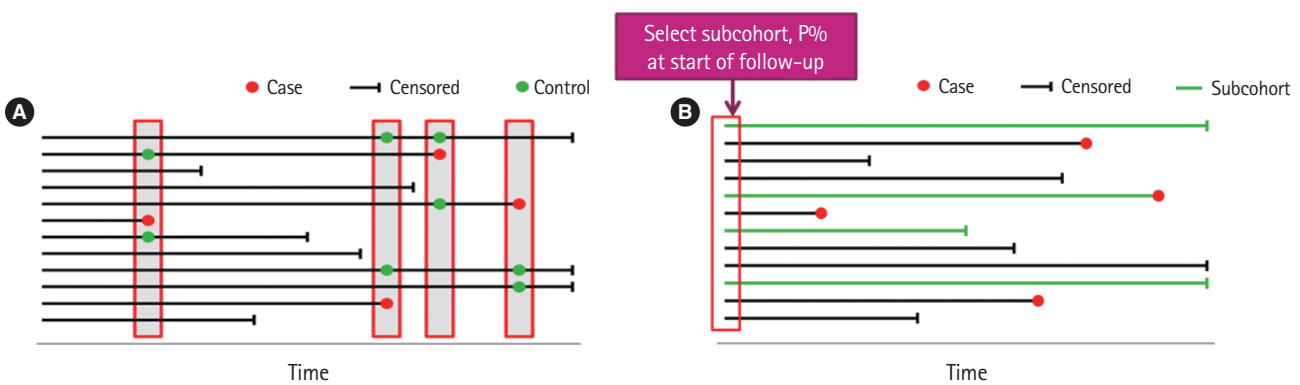 Select subcohort, P%
at start of follow-up
Case
Censored
Control
Case
Censored
Subcohort
A
B
Time
Time